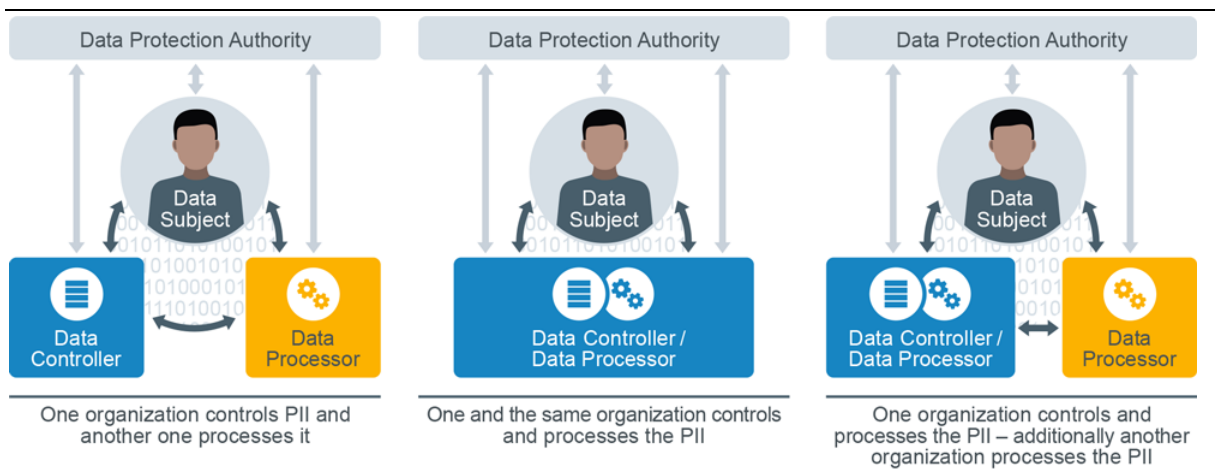 Data Protection Authority
Data
Subject
Data
Controller
Data
Processor
One organization controls PII and
another one processes it
Data Protection Authority
Data
Subject
Data Controller /
Data Processor
One and the same organization controls
and processes the PII
Data Protection Authority
Data
Subject
Data Controller /
Data Processor
Data
Processor
One organization controls and
processes the PII – additionally another
organization processes the PII